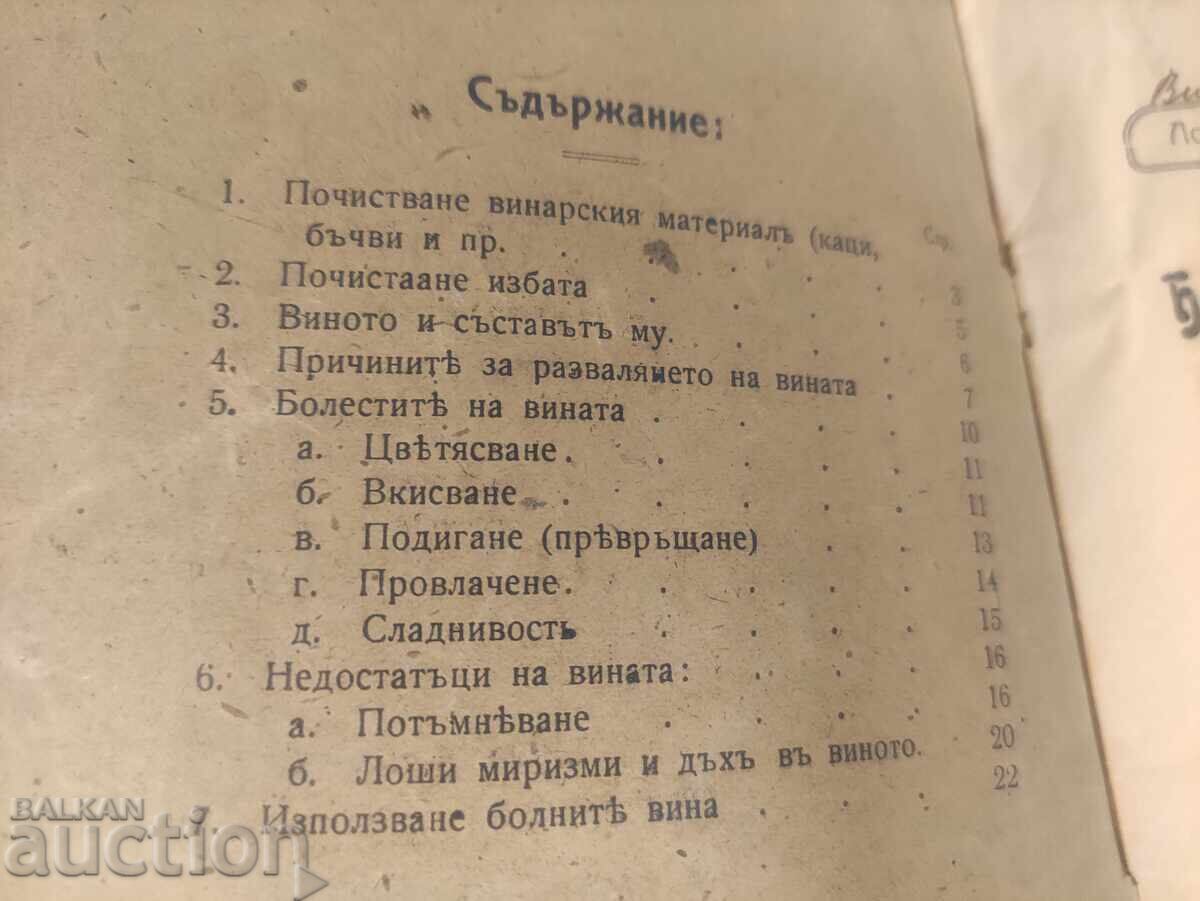 Съдържание:
Стр.
1. Почистване винарския материалъ (каци,
бъчви и пр. . . . . . 3
2. Почистаане избата . . . . 5
3. Виното и съставътъ му. . . . . 6
4. Причинитѣ за развалянето на вината . 7
5. Болеститѣ на вината . . . . 10
а. Цвѣтясване. . . . . 11
б. Вкисване . . . . . 11
в. Подигане (прѣвръщане) . . 13
г. Провлачене. . . . . 14
д. Сладнивость . . . . 15
6. Недостатъци на вината: . . . 16
а. Потъмнѣване . . . . 16
б. Лоши миризми и дъхъ въ виното. 20
7 Използване болнитѣ вина . . . 22
BALKAN
auction